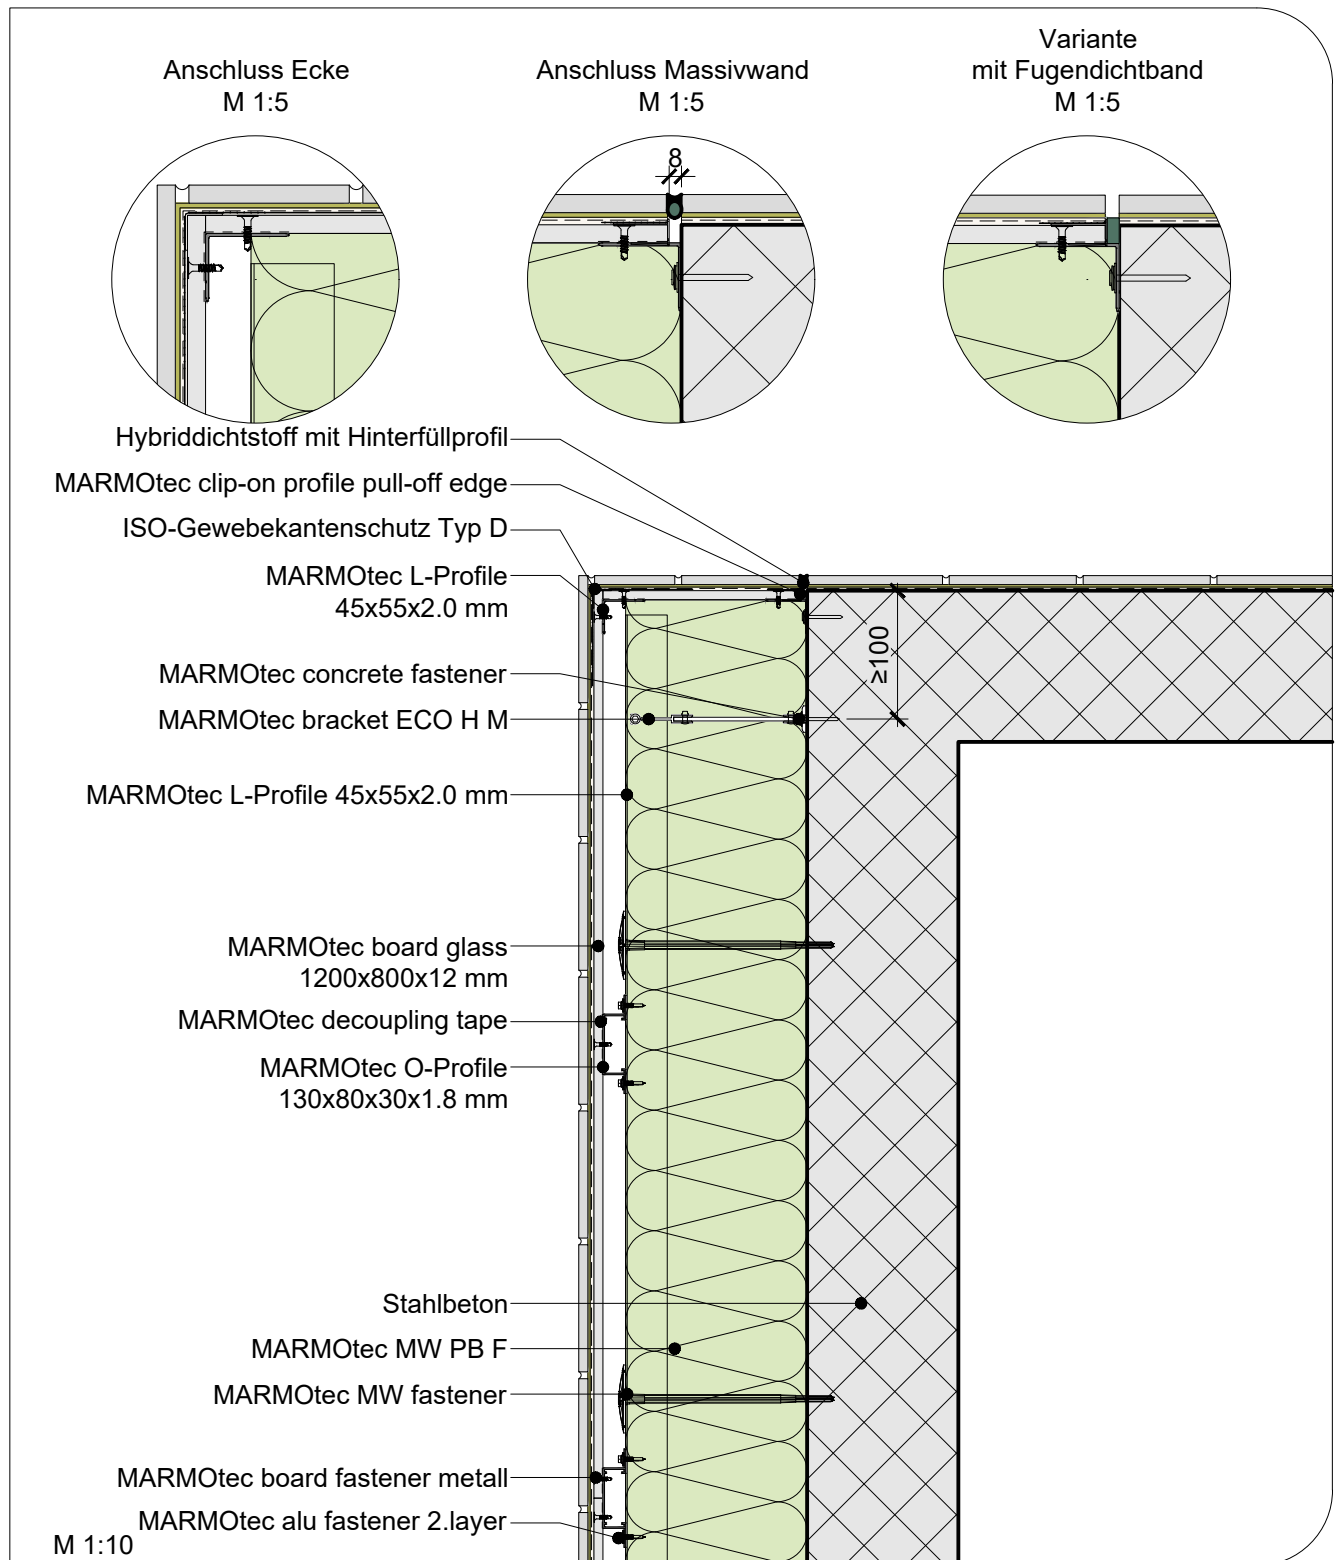 Anschluss Ecke
M 1:5
Anschluss Massivwand
M 1:5
Variante
mit Fugendichtband
M 1:5
8
Hybriddichtstoff mit Hinterfüllprofil
MARMOtec clip-on profile pull-off edge
ISO-Gewebekantenschutz Typ D
MARMOtec L-Profile
45x55x2.0 mm
≥100
MARMOtec concrete fastener
MARMOtec bracket ECO H M
MARMOtec L-Profile 45x55x2.0 mm
MARMOtec board glass
1200x800x12 mm
MARMOtec decoupling tape
MARMOtec O-Profile
130x80x30x1.8 mm
Stahlbeton
MARMOtec MW PB F
MARMOtec MW fastener
MARMOtec board fastener metall
MARMOtec alu fastener 2.layer
M 1:10